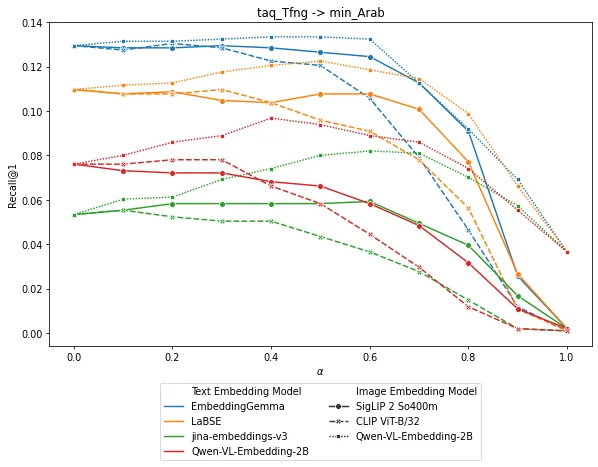 taq_Tfng -> min_Arab
0.14
0.12
0.10
0.08
0.06
0.04
0.02
0.00
Recall@1
0.0 0.2 0.4 0.6 0.8 1.0
α
Text Embedding Model Image Embedding Model
EmbeddingGemma SigLIP 2 So400m
LaBSE CLIP ViT-B/32
jina-embeddings-v3 Qwen-VL-Embedding-2B
Qwen-VL-Embedding-2B